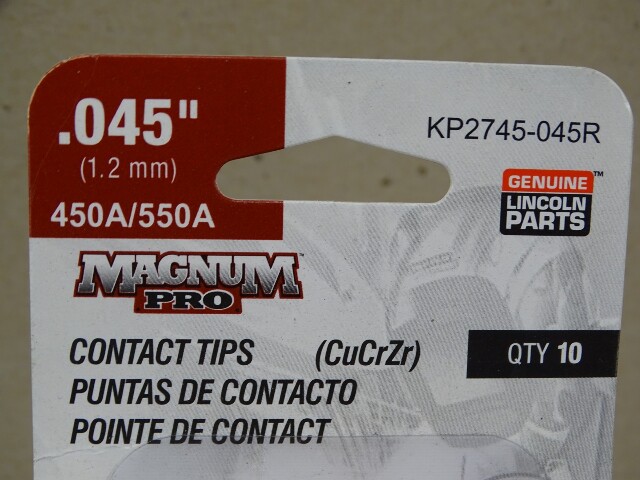 .045"
(1.2 mm)
450A/550A
KP2745-045R
GENUINE™
LINCOLN
PARTS
MAGNUM
PRO
CONTACT TIPS (CuCrZr)
QTY 10
PUNTAS DE CONTACTO
POINTE DE CONTACT